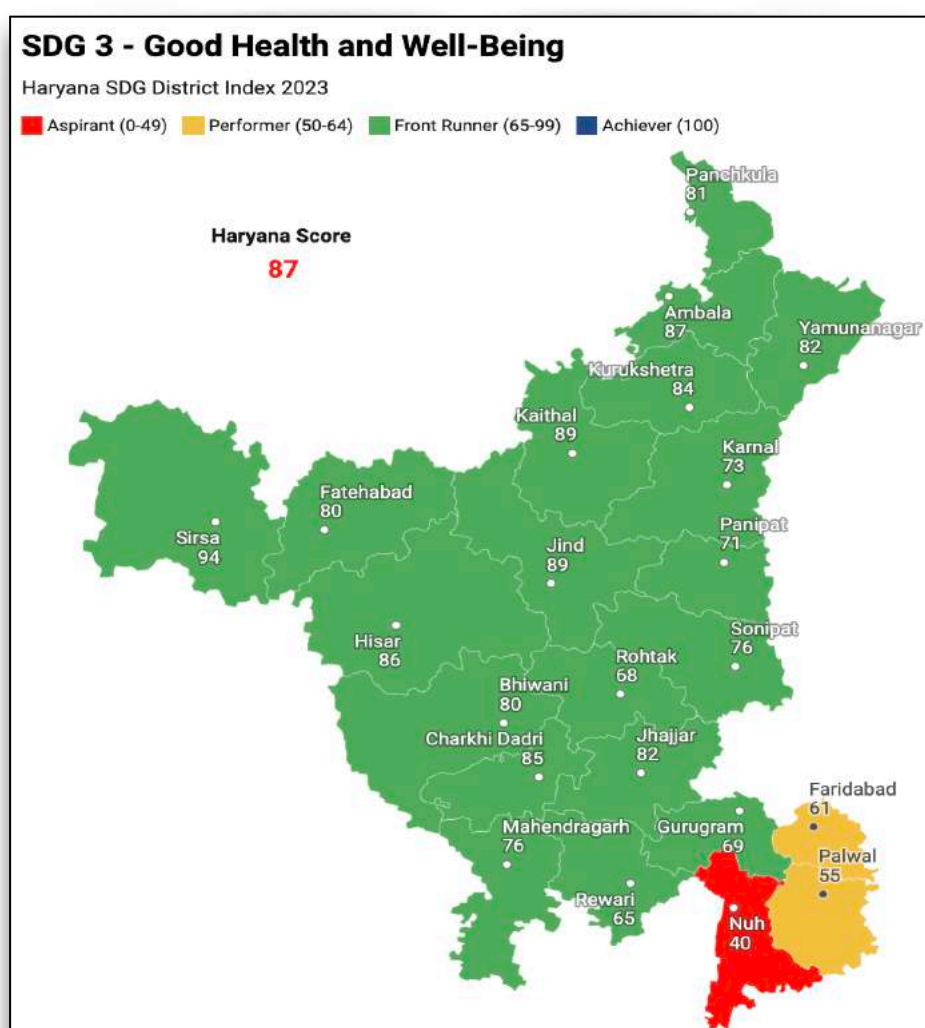 SDG 3 - Good Health and Well-Being
Haryana SDG District Index 2023
Aspirant (0-49) Performer (50-64) Front Runner (65-99) Achiever (100)
Panchkula
81
Haryana Score
87
Ambala
87
Yamunanagar
82
Kurukshetra
84
Kaithal
89
Karnal
73
Fatehabad
80
Panipat
71
Sirsa
94
Jind
89
Hisar
86
Sonipat
76
Rohtak
68
Bhiwani
80
Charkhi Dadri
85
Jhajjar
82
Faridabad
61
Mahendragarh
76
Gurugram
69
Palwal
55
Rewari
65
Nuh
40